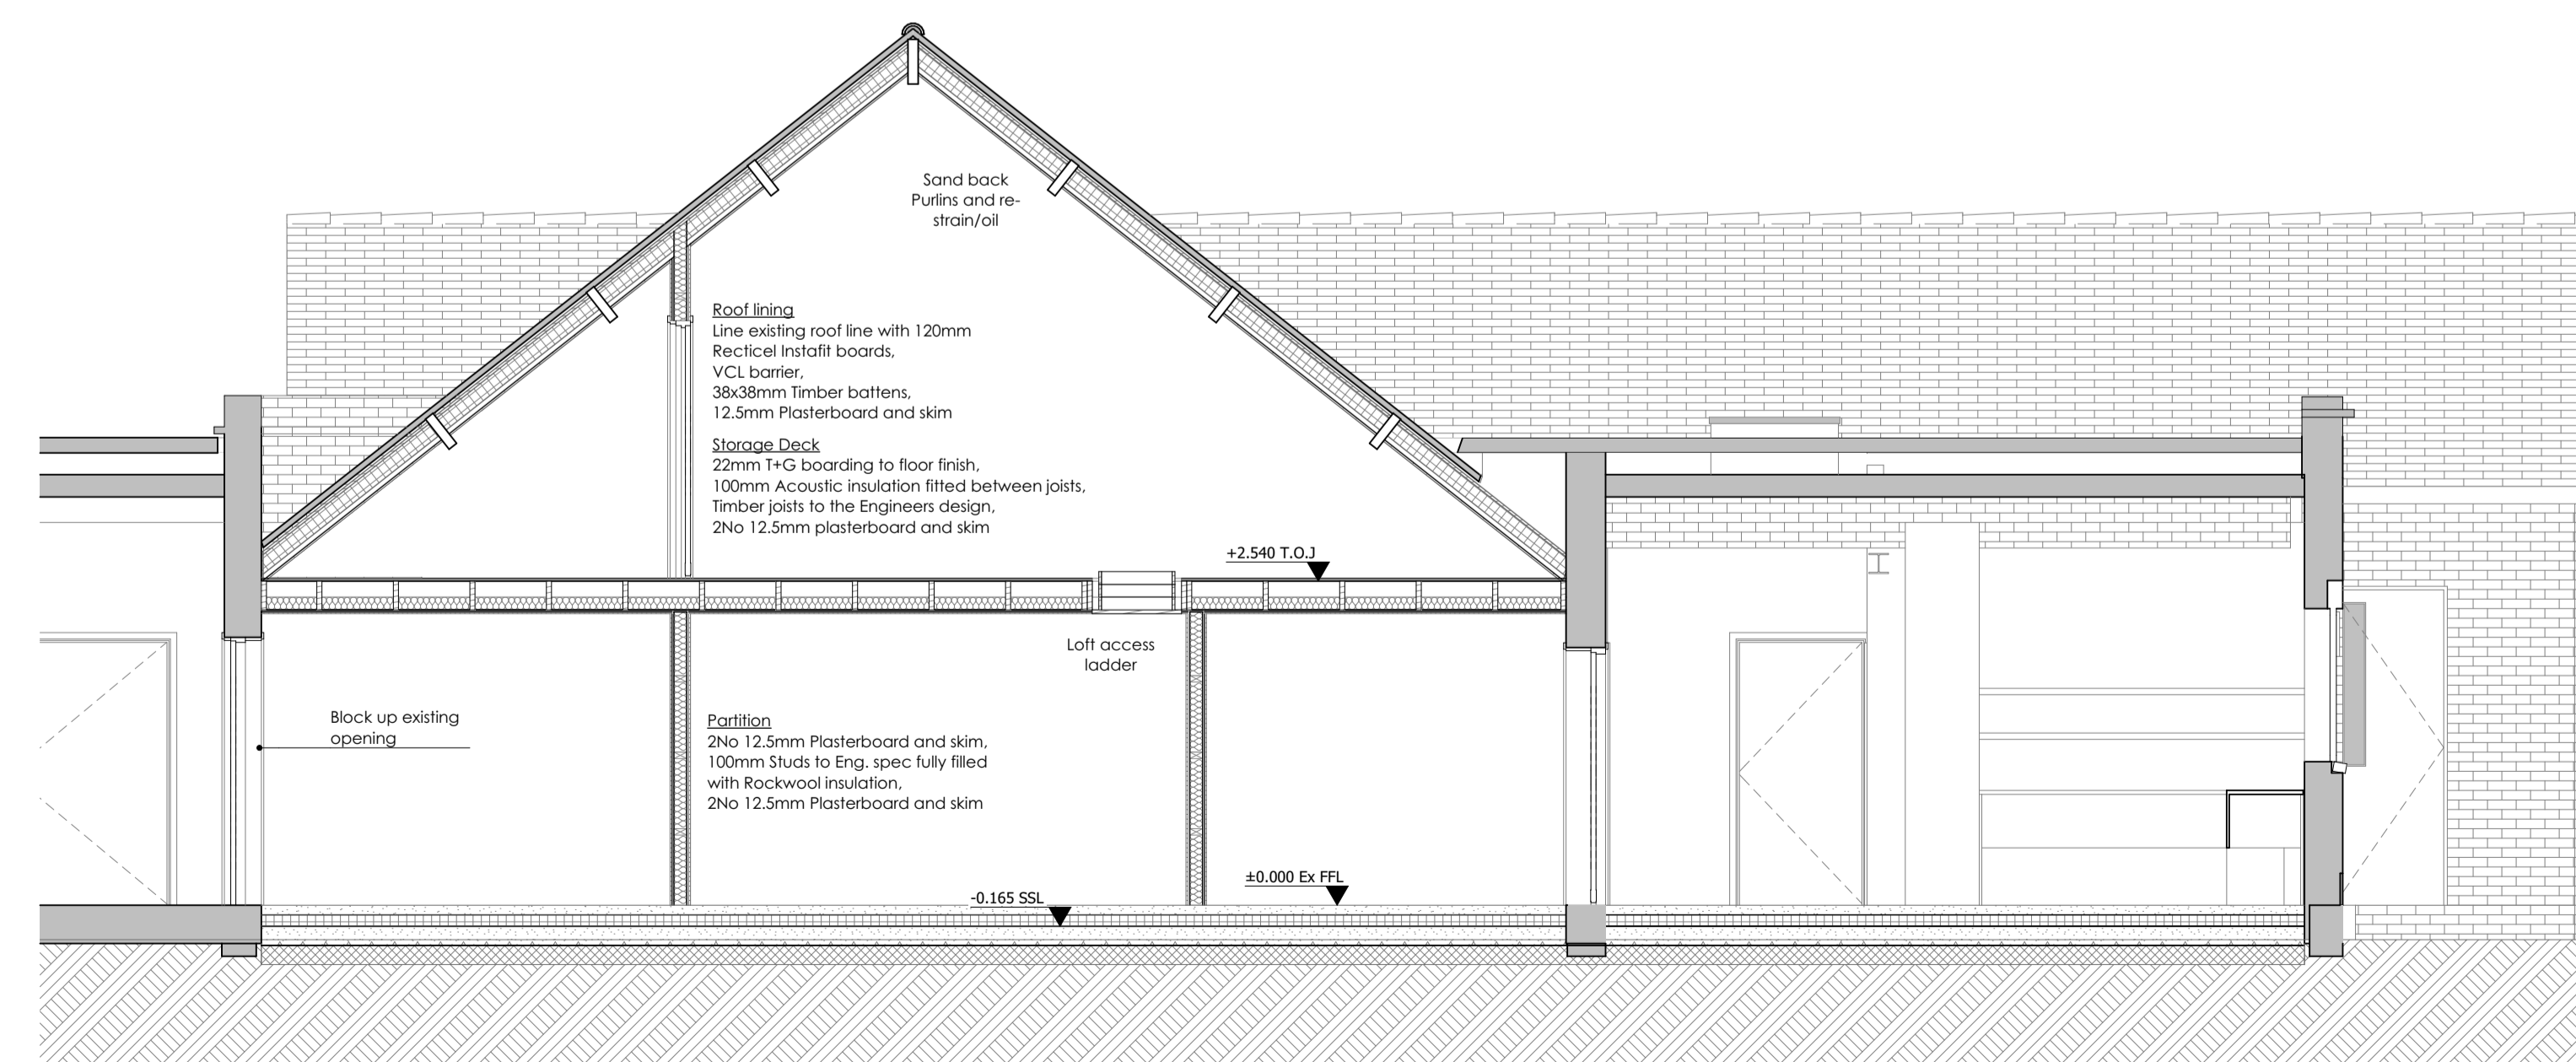 Sand back
Purlins and re-
strain/oil
Roof lining
Line existing roof line with 120mm
Recticel Instafit boards,
VCL barrier,
38x38mm Timber battens,
12.5mm Plasterboard and skim
Storage Deck
22mm T+G boarding to floor finish,
100mm Acoustic insulation fitted between joists,
Timber joists to the Engineers design,
2No 12.5mm plasterboard and skim
+2.540 T.O.J
Loft access
ladder
Block up existing
opening
Partition
2No 12.5mm Plasterboard and skim,
100mm Studs to Eng. spec fully filled
with Rockwool insulation,
2No 12.5mm Plasterboard and skim
±0.000 Ex FFL
-0.165 SSL